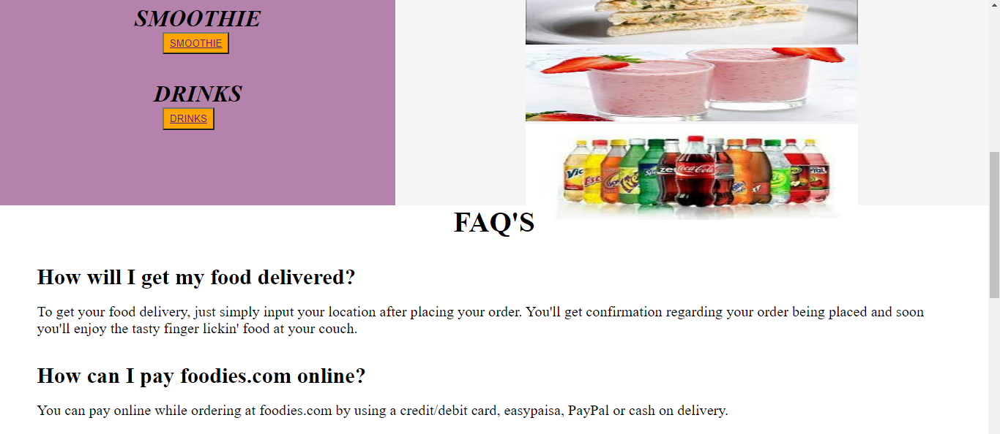 SMOOTHIE
SMOOTHIE
DRINKS
DRINKS
Coca-Cola
FAQ'S
How will I get my food delivered?
To get your food delivery, just simply input your location after placing your order. You'll get confirmation regarding your order being placed and soon
you'll enjoy the tasty finger lickin' food at your couch.
How can I pay foodies.com online?
You can pay online while ordering at foodies.com by using a credit/debit card, easypaisa, PayPal or cash on delivery.